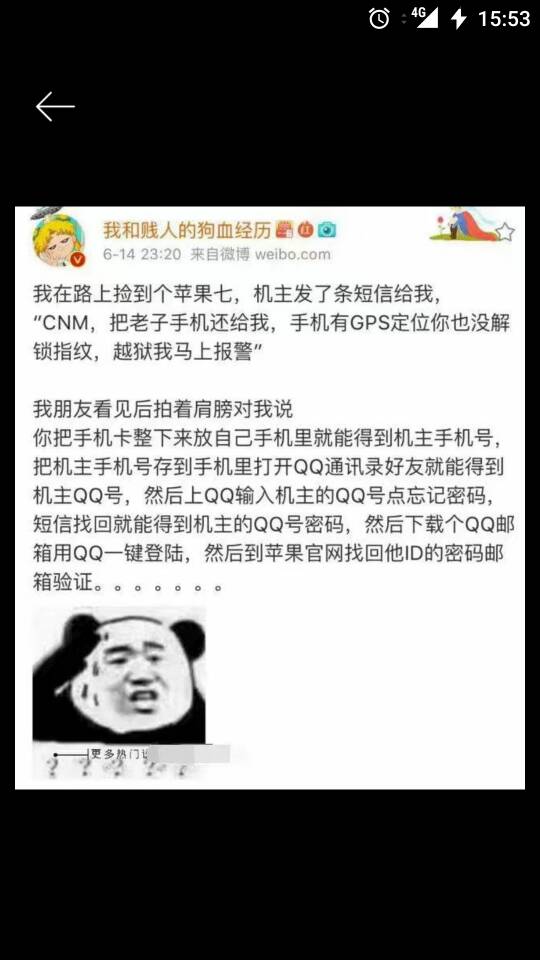 4G 15:53
我和贱人的狗血经历
6-14 23:20 来自微博 weibo.com
我在路上捡到个苹果七，机主发了条短信给我，
“CNM，把老子手机还给我，手机有GPS定位你也没解
锁指纹，越狱我马上报警”
我朋友看见后拍着肩膀对我说
你把手机卡整下来放自己手机里就能得到机主手机号，
把机主手机号存到手机里打开QQ通讯录好友就能得到
机主QQ号，然后上QQ输入机主的QQ号点忘记密码，
短信找回就能得到机主的QQ号密码，然后下载个QQ邮
箱用QQ一键登陆，然后到苹果官网找回他ID的密码邮
箱验证。。。。。。。
更多热门
？？？？？